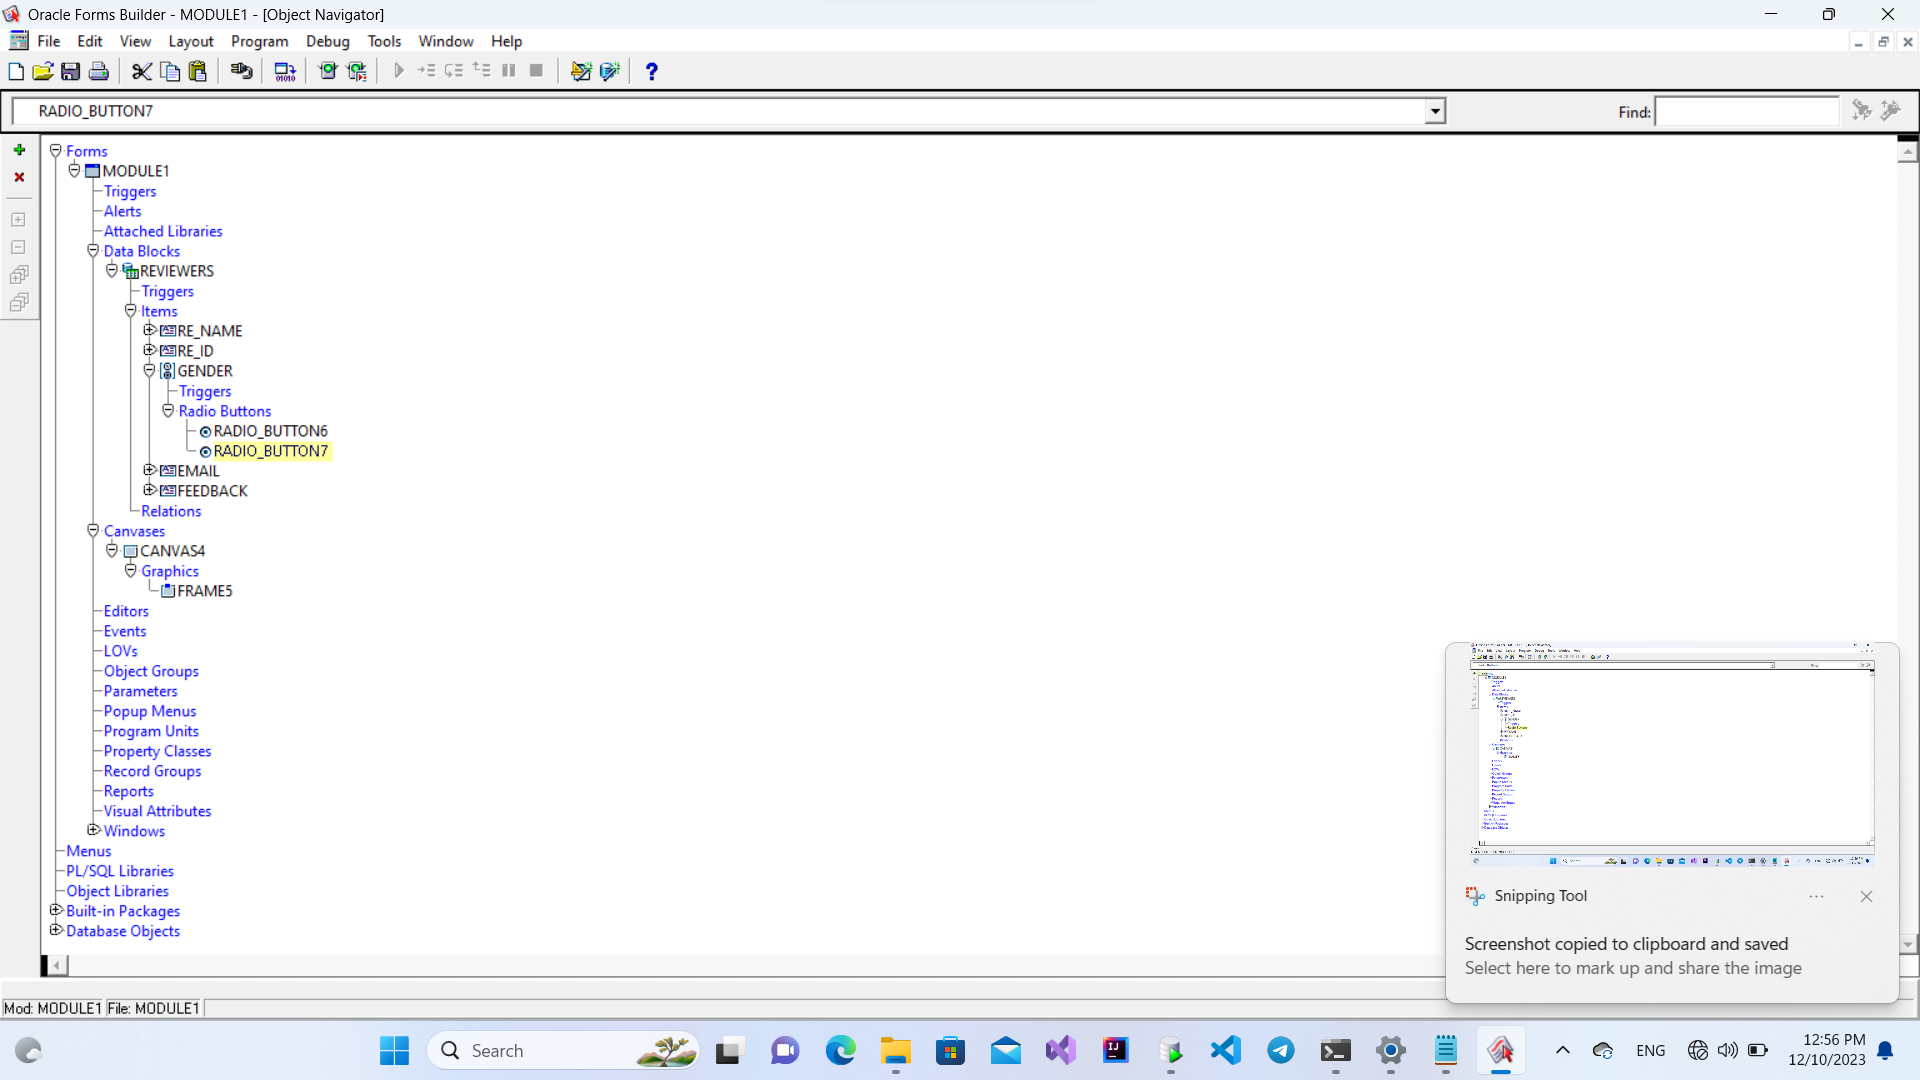 Oracle Forms Builder - MODULE1 - [Object Navigator]
File Edit View Layout Program Debug Tools Window Help
RADIO_BUTTON7
Find:
Forms
MODULE1
Triggers
Alerts
Attached Libraries
Data Blocks
REVIEWERS
Triggers
Items
RE_NAME
RE_ID
GENDER
Triggers
Radio Buttons
RADIO_BUTTON6
RADIO_BUTTON7
EMAIL
FEEDBACK
Relations
Canvases
CANVAS4
Graphics
FRAME5
Editors
Events
LOVs
Object Groups
Parameters
Popup Menus
Program Units
Property Classes
Record Groups
Reports
Visual Attributes
Windows
Menus
PL/SQL Libraries
Object Libraries
Built-in Packages
Database Objects
Snipping Tool
Screenshot copied to clipboard and saved
Select here to mark up and share the image
Mod: MODULE1 File: MODULE1
Search
ENG
12:56 PM
12/10/2023